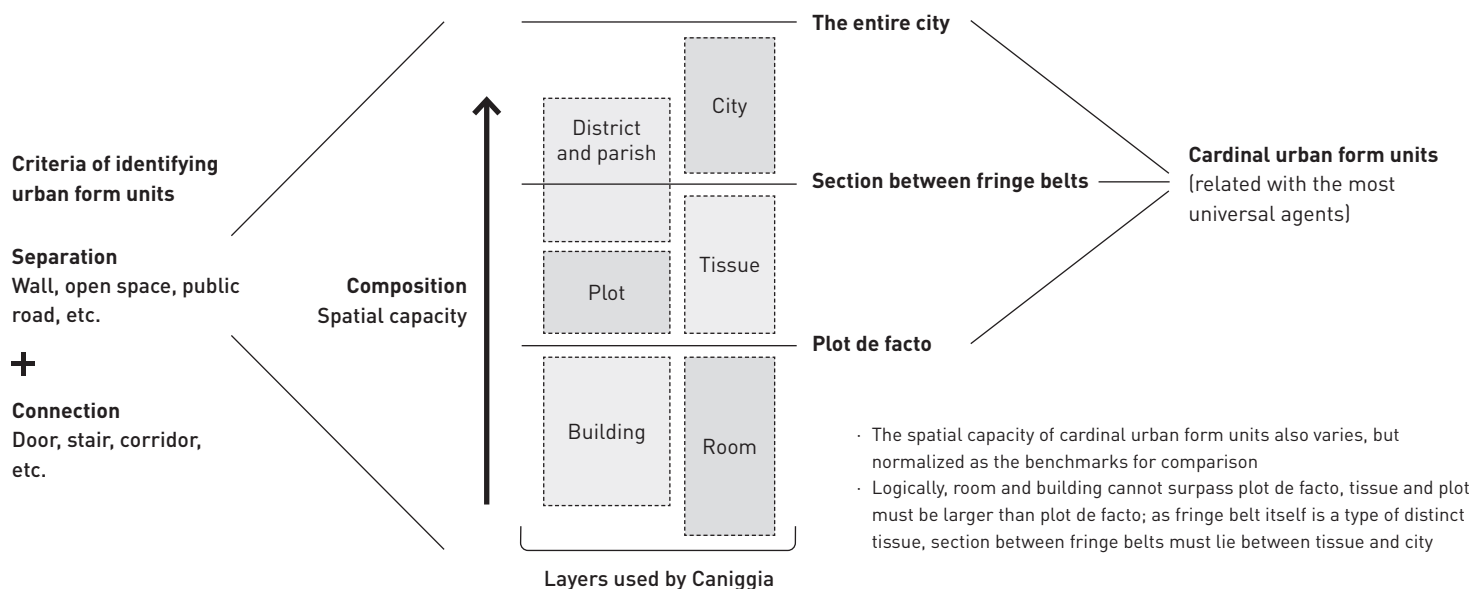 Criteria of identifying
urban form units
Separation
Wall, open space, public
road, etc.
+
Connection
Door, stair, corridor,
etc.
Composition
Spatial capacity
District
and parish
Plot
Building
City
Tissue
Room
Layers used by Caniggia
The entire city
Section between fringe belts
Plot de facto
Cardinal urban form units
(related with the most
universal agents)
· The spatial capacity of cardinal urban form units also varies, but
normalized as the benchmarks for comparison
· Logically, room and building cannot surpass plot de facto, tissue and plot
must be larger than plot de facto; as fringe belt itself is a type of distinct
tissue, section between fringe belts must lie between tissue and city